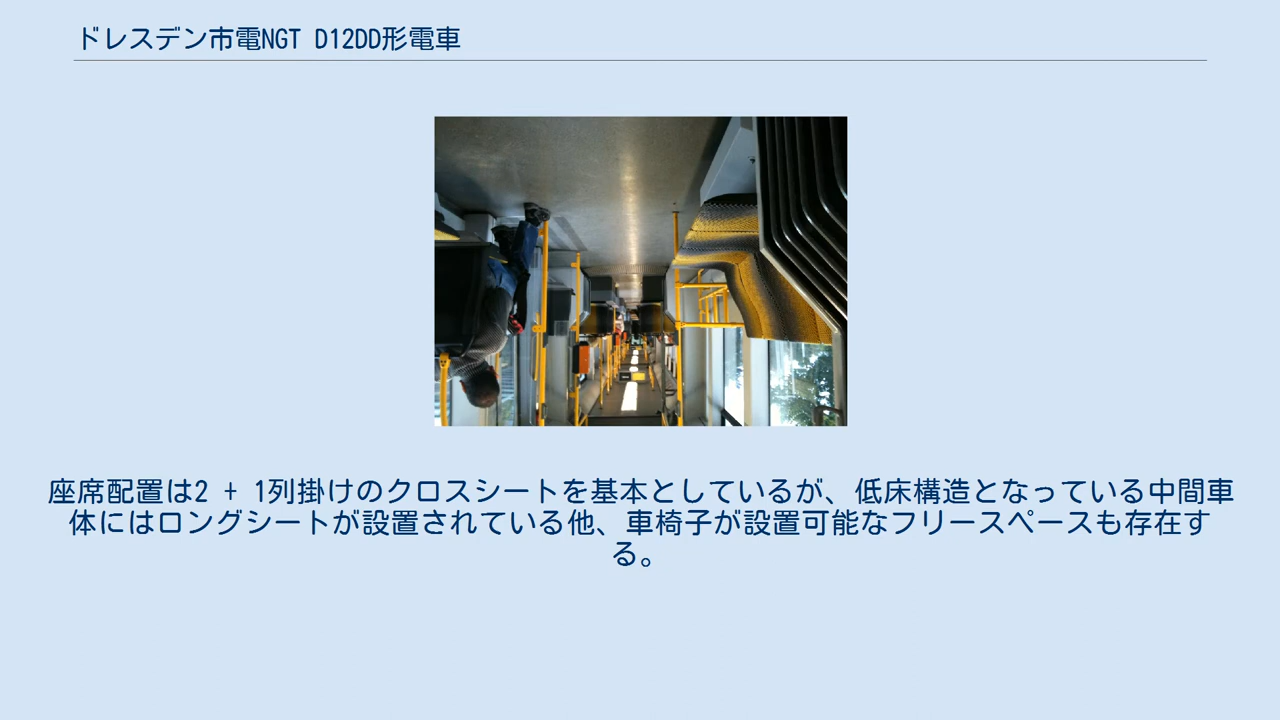 ドレスデン市電NGT D12DD形電車
座席配置は2 + 1列掛けのクロスシートを基本としているが、低床構造となっている中間車
体にはロングシートが設置されている他、車椅子が設置可能なフリースペースも存在す
る。